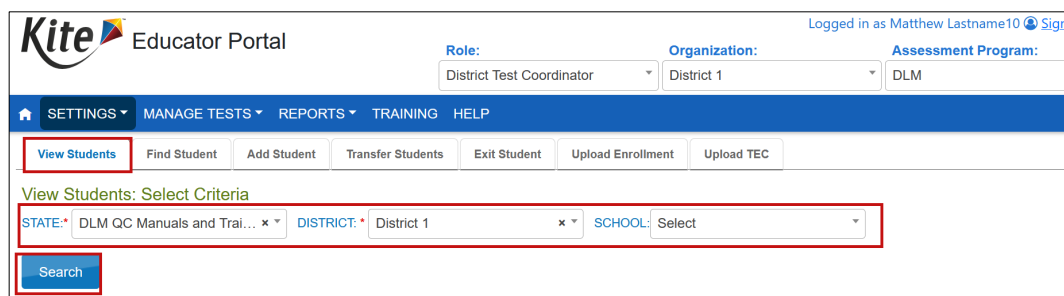 Logged in as Matthew Lastname10 Sign
Kite Educator Portal
Role: Organization: Assessment Program:
District Test Coordinator District 1 DLM
SETTINGS MANAGE TESTS REPORTS TRAINING HELP
View Students Find Student Add Student Transfer Students Exit Student Upload Enrollment Upload TEC
View Students: Select Criteria
STATE:* DLM QC Manuals and Trai... × DISTRICT: * District 1 × SCHOOL: Select
Search